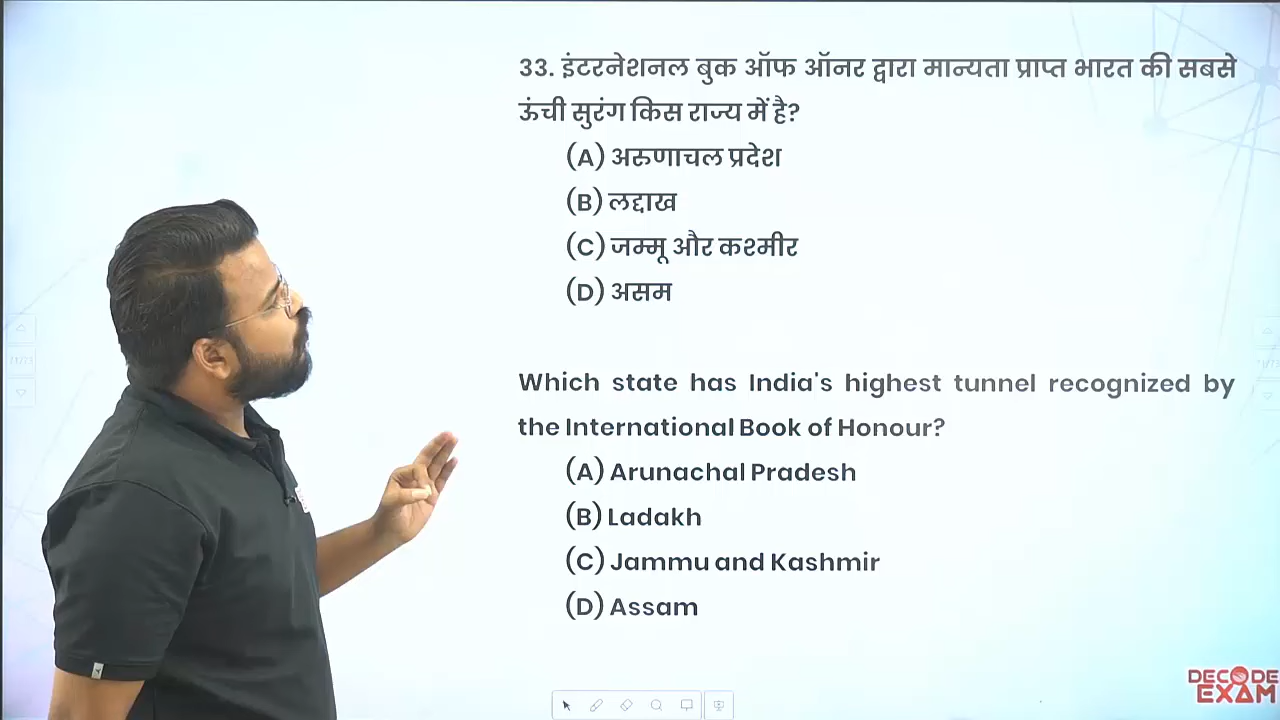 33. इंटरनेशनल बुक ऑफ ऑनर द्वारा मान्यता प्राप्त भारत की सबसे
ऊंची सुरंग किस राज्य में है?
(A) अरुणाचल प्रदेश
(B) लद्दाख
(C) जम्मू और कश्मीर
(D) असम
Which state has India's highest tunnel recognized by
the International Book of Honour?
(A) Arunachal Pradesh
(B) Ladakh
(C) Jammu and Kashmir
(D) Assam
DECODE
EXAM